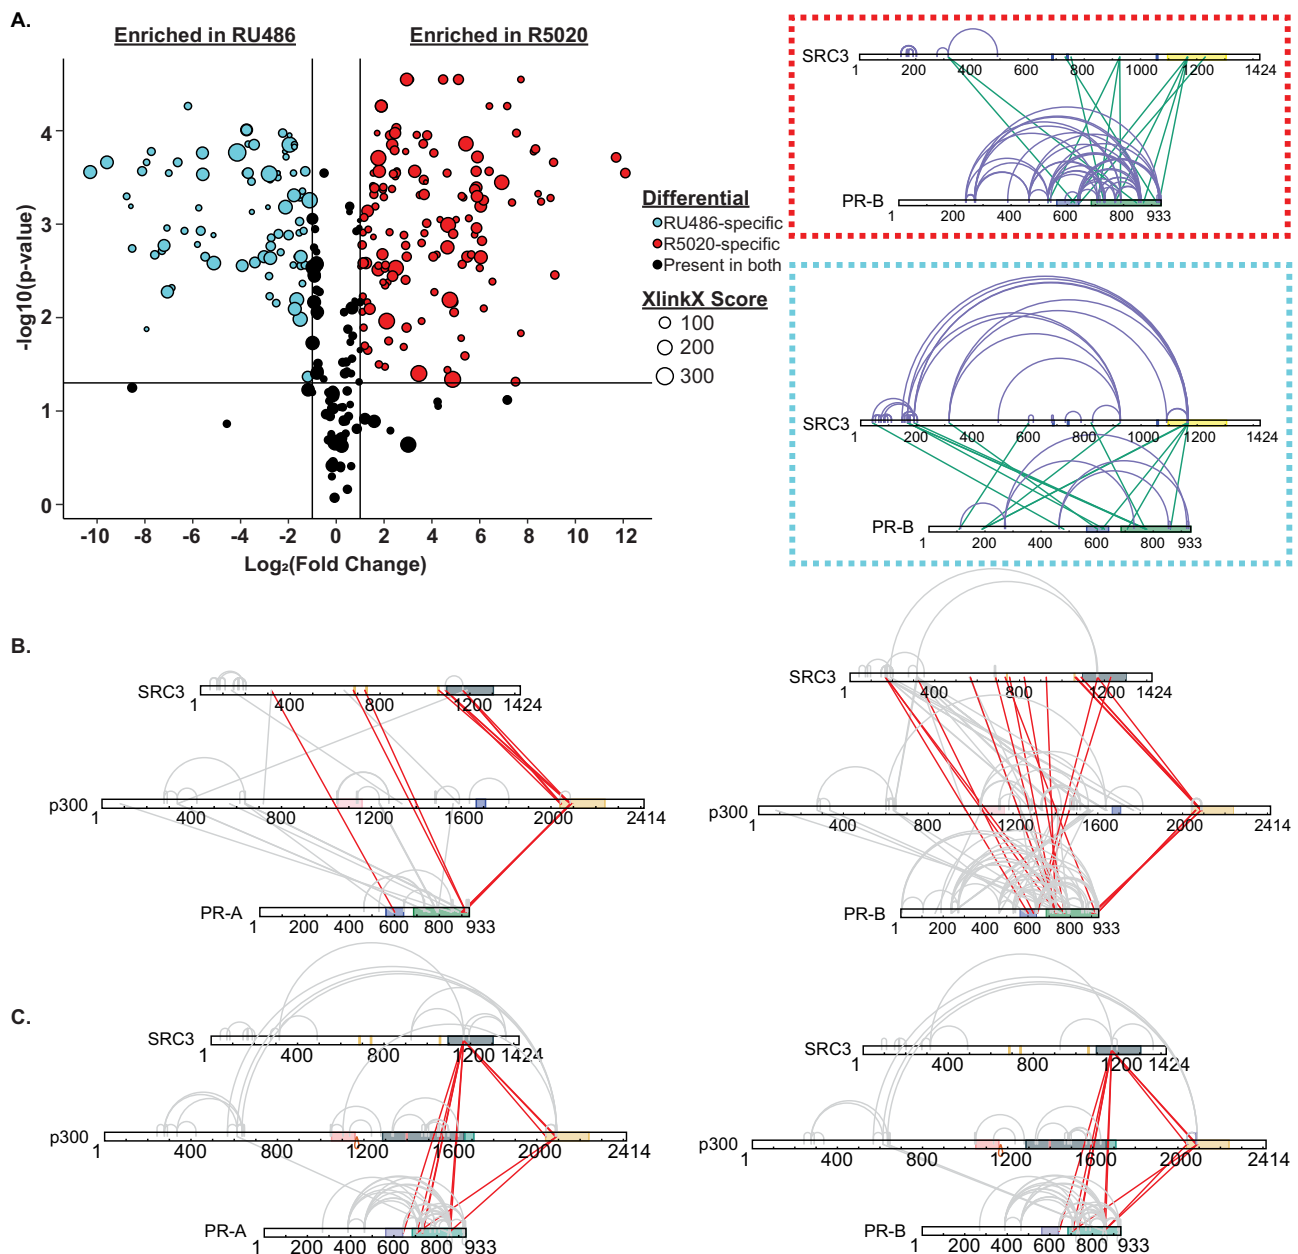 A.
Enriched in RU486
Enriched in R5020
4
3
2
1
0
-log10(p-value)
-10 -8 -6 -4 -2 0 2 4 6 8 10 12
Log₂(Fold Change)
Differential
RU486-specific
R5020-specific
Present in both
XlinkX Score
100
200
300
SRC3
1 200 400 600 800 1000 1200 1424
PR-B
1 200 400 600 800 933
SRC3
1 200 400 600 800 1000 1200 1424
PR-B
1 200 400 600 800 933
B.
SRC3
1 400 800 1200 1424
p300
1 400 800 1200 1600 2000 2414
PR-A
1 200 400 600 800 933
SRC3
1 400 800 1200 1424
p300
1 400 800 1200 1600 2000 2414
PR-B
1 200 400 600 800 933
C.
SRC3
1 400 800 1200 1424
p300
1 400 800 1200 1600 2000 2414
PR-A
1 200 400 600 800 933
SRC3
1 400 800 1200 1424
p300
1 400 800 1200 1600 2000 2414
PR-B
1 200 400 600 800 933